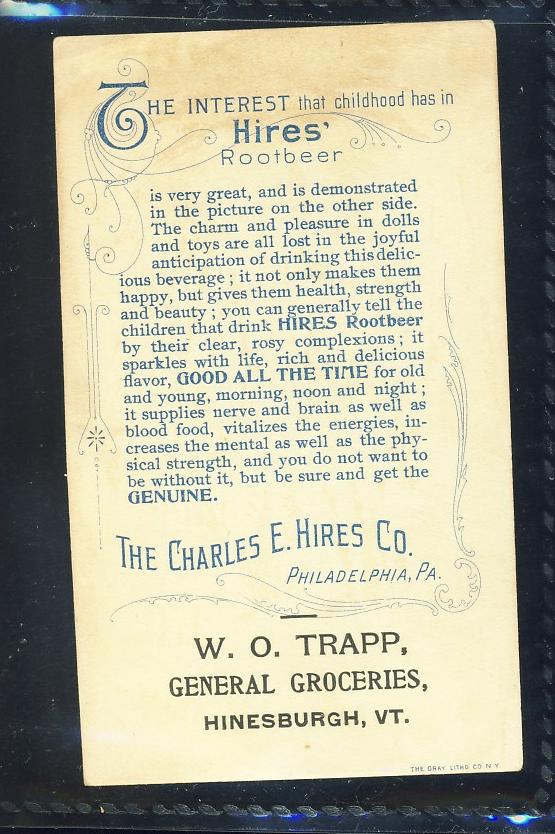 THE INTEREST that childhood has in
Hires'
Rootbeer
is very great, and is demonstrated
in the picture on the other side.
The charm and pleasure in dolls
and toys are all lost in the joyful
anticipation of drinking this delic-
ious beverage; it not only makes them
happy, but gives them health, strength
and beauty; you can generally tell the
children that drink HIRES Rootbeer
by their clear, rosy complexions; it
sparkles with life, rich and delicious
flavor, GOOD ALL THE TIME for old
and young, morning, noon and night;
it supplies nerve and brain as well as
blood food, vitalizes the energies, in-
creases the mental as well as the phy-
sical strength, and you do not want to
be without it, but be sure and get the
GENUINE.
THE CHARLES E. HIRES CO.
PHILADELPHIA, PA.
W. O. TRAPP,
GENERAL GROCERIES,
HINESBURGH, VT.
THE GRAY LITHO CO N.Y.